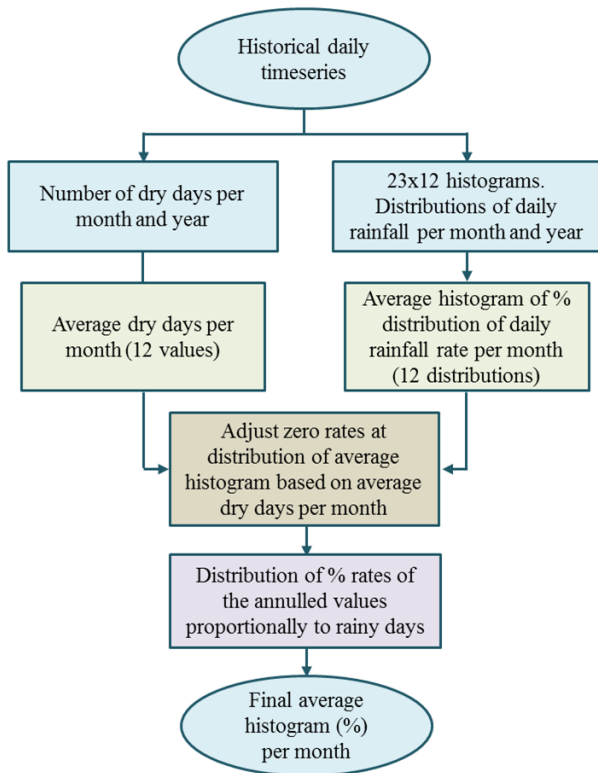 Historical daily
timeseries
Number of dry days per
month and year
23x12 histograms.
Distributions of daily
rainfall per month and year
Average dry days per
month (12 values)
Average histogram of %
distribution of daily
rainfall rate per month
(12 distributions)
Adjust zero rates at
distribution of average
histogram based on average
dry days per month
Distribution of % rates of
the annulled values
proportionally to rainy days
Final average
histogram (%)
per month